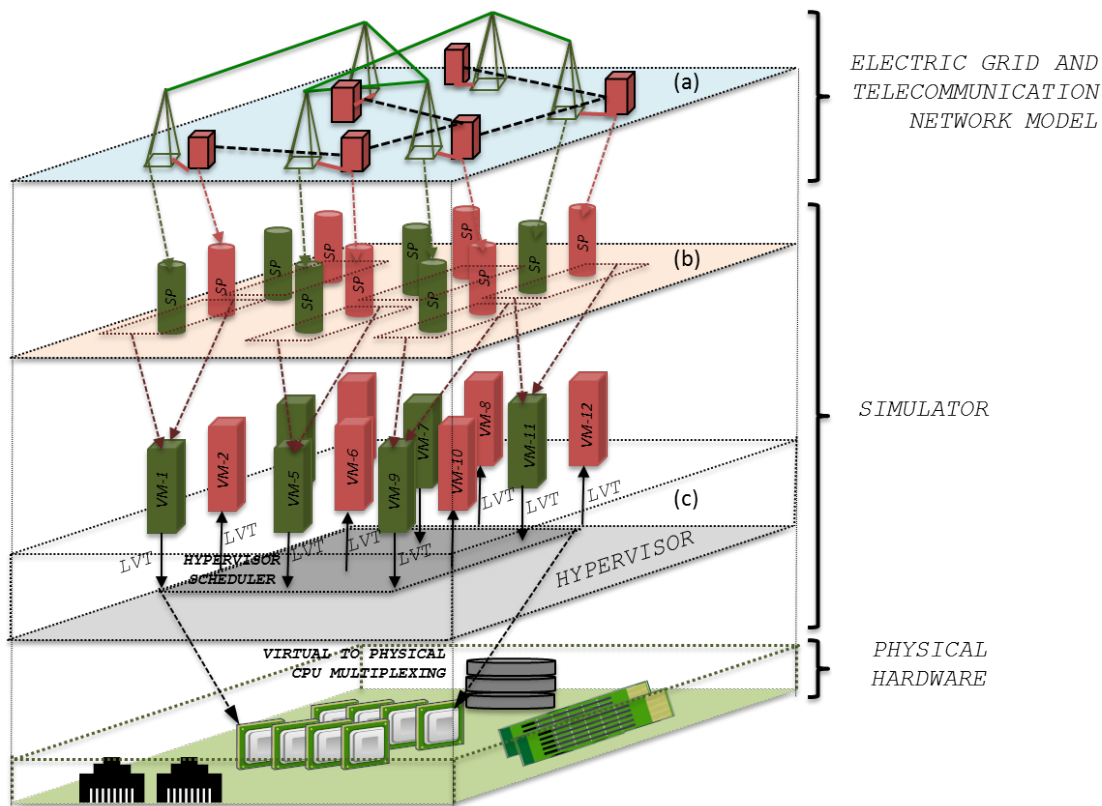 (a)
ELECTRIC GRID AND
TELECOMMUNICATION
NETWORK MODEL
SP
SP
SP
SP
SP
SP
SP
SP
SP
SP
SP
SP
(b)
SIMULATOR
VM-1
VM-2
VM-5
VM-6
VM-7
VM-8
VM-9
VM-10
VM-11
VM-12
(c)
LVT
LVT
LVT
LVT
LVT
LVT
LVT
LVT
HYPERVISOR
SCHEDULER
HYPERVISOR
VIRTUAL TO PHYSICAL
CPU MULTIPLEXING
PHYSICAL
HARDWARE